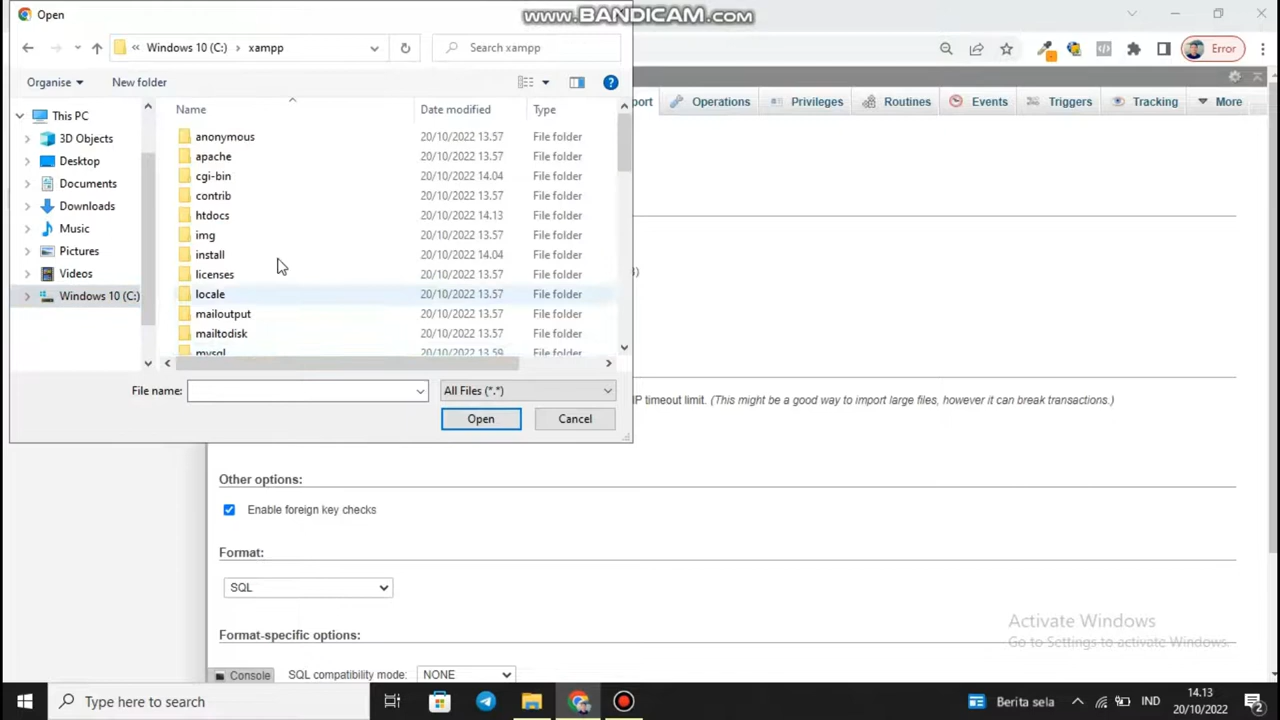 Open
www.BANDICAM.com
« Windows 10 (C:) › xampp
Search xampp
Error
Organise
New folder
Operations
Privileges
Routines
Events
Triggers
Tracking
More
This PC
3D Objects
Desktop
Documents
Downloads
Music
Pictures
Videos
Windows 10 (C:)
Name Date modified Type
anonymous 20/10/2022 13.57 File folder
apache 20/10/2022 13.57 File folder
cgi-bin 20/10/2022 14.04 File folder
contrib 20/10/2022 13.57 File folder
htdocs 20/10/2022 14.13 File folder
img 20/10/2022 13.57 File folder
install 20/10/2022 14.04 File folder
licenses 20/10/2022 13.57 File folder
locale 20/10/2022 13.57 File folder
mailoutput 20/10/2022 13.57 File folder
mailtodisk 20/10/2022 13.57 File folder
mysql 20/10/2022 13.59 File folder
File name:
All Files (*.*)
Open
Cancel
timeout limit. (This might be a good way to import large files, however it can break transactions.)
Other options:
Enable foreign key checks
Format:
SQL
Format-specific options:
Console
SQL compatibility mode: NONE
Activate Windows
Go to Settings to activate Windows.
Type here to search
Berita sela
IND
14.13
20/10/2022
2